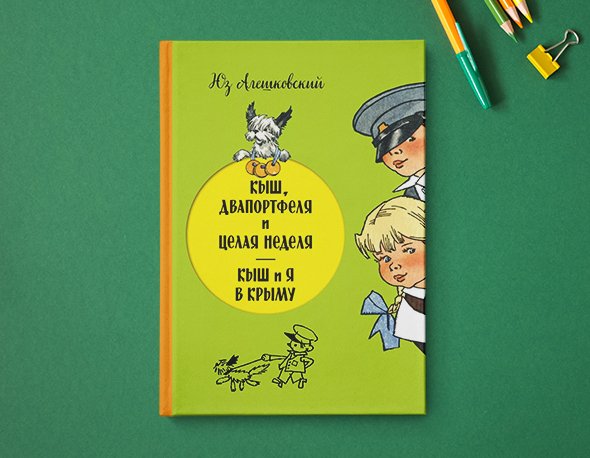 Юз Алешковский
КЫШ,
ДВАПОРТФЕЛЯ
и
ЦЕЛАЯ НЕДЕЛЯ
—
КЫШ и Я
В КРЫМУ